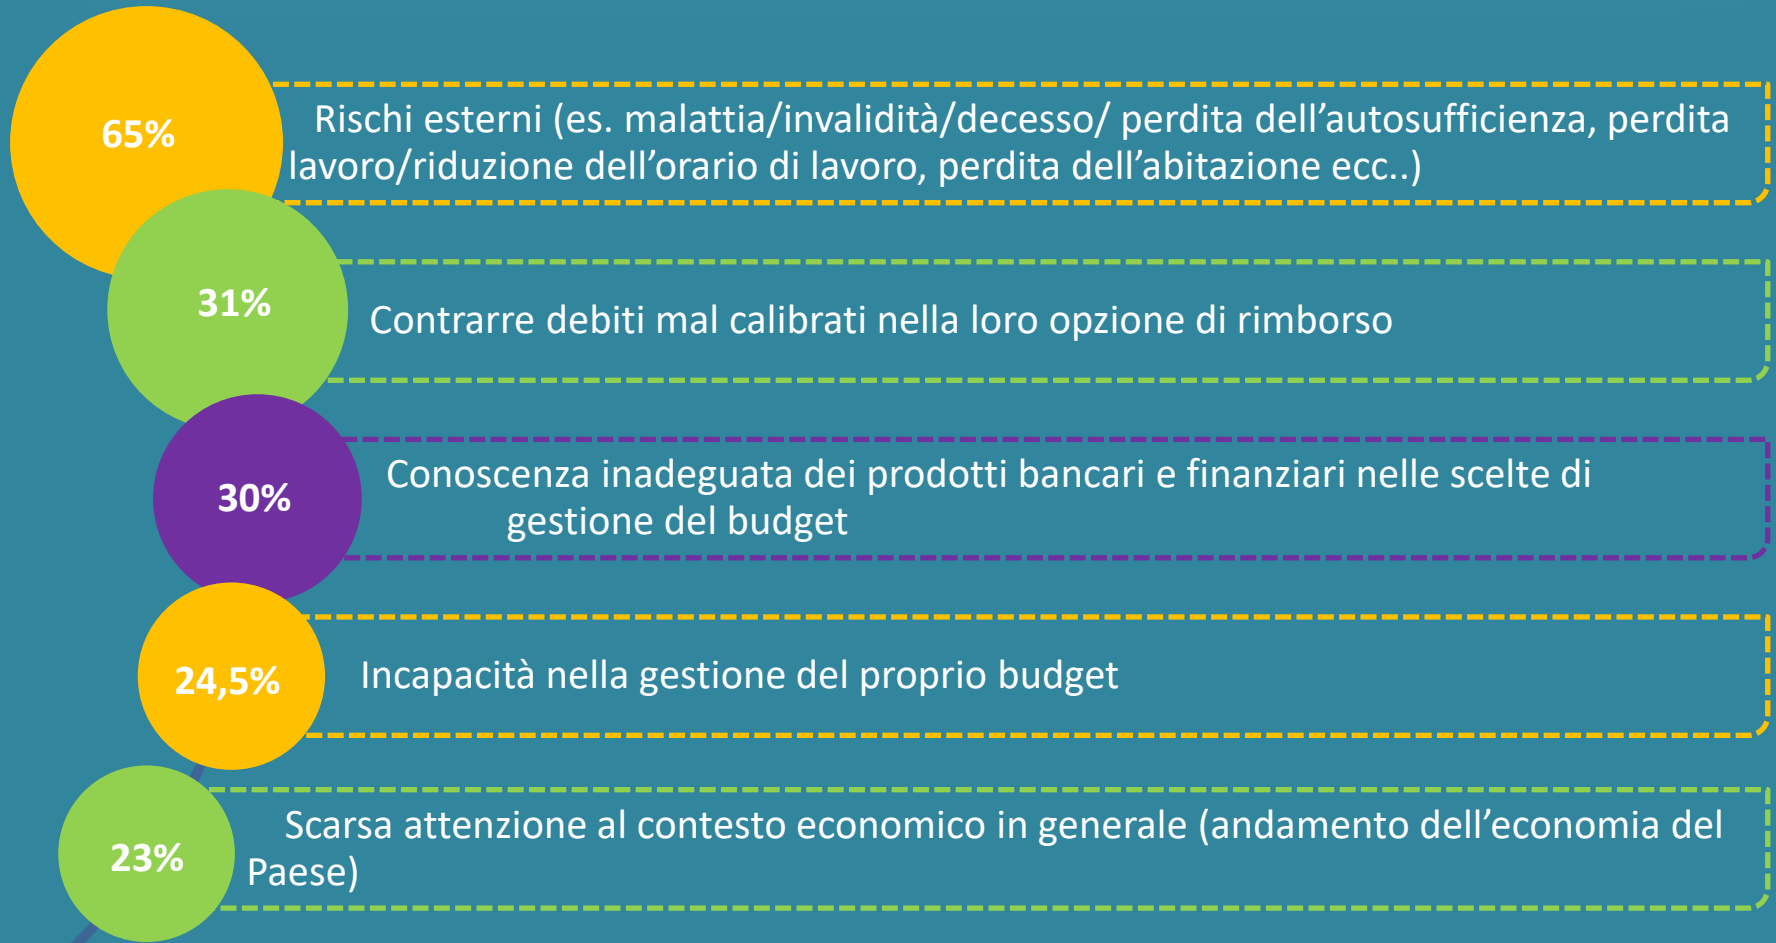 65%
Rischi esterni (es. malattia/invalidità/decesso/ perdita dell’autosufficienza, perdita
lavoro/riduzione dell’orario di lavoro, perdita dell’abitazione ecc..)
31%
Contrarre debiti mal calibrati nella loro opzione di rimborso
30%
Conoscenza inadeguata dei prodotti bancari e finanziari nelle scelte di
gestione del budget
24,5%
Incapacità nella gestione del proprio budget
23%
Scarsa attenzione al contesto economico in generale (andamento dell’economia del
Paese)